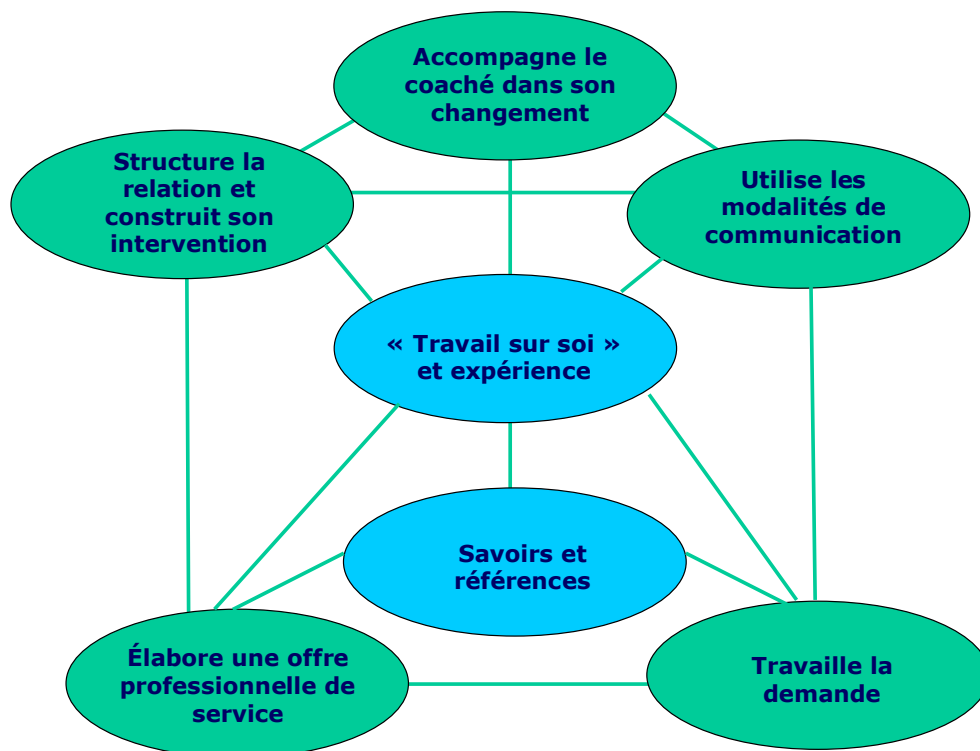 Accompagne le
coaché dans son
changement
Structure la
relation et
construit son
intervention
Utilise les
modalités de
communication
« Travail sur soi »
et expérience
Savoirs et
références
Élabore une offre
professionnelle de
service
Travaille la
demande